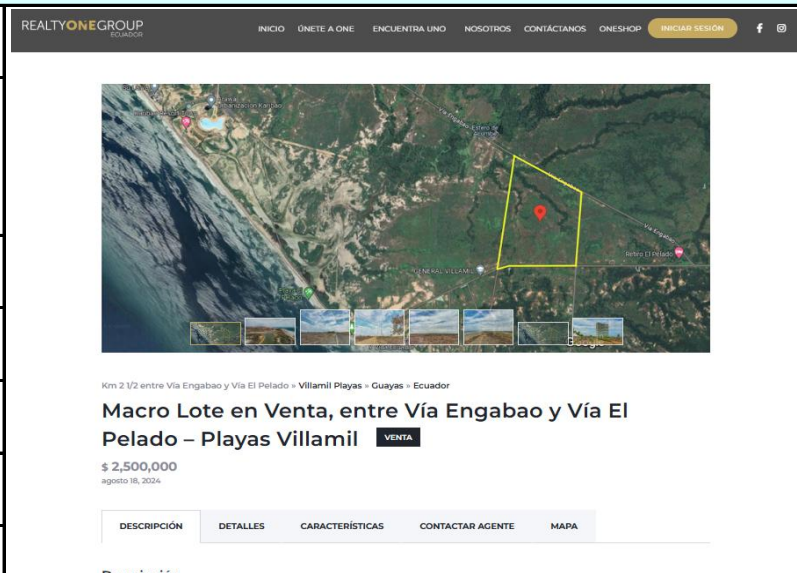 REALTYONEGROUP
ECUADOR
INICIO ÚNETE A ONE ENCUENTRA UNO NOSOTROS CONTÁCTANOS ONESHOP INICIAR SESIÓN
Vía Engabao
GENERAL VILLAMIL
Retiro El Pelado
Km 2 1/2 entre Vía Engabao y Vía El Pelado » Villamil Playas » Guayas » Ecuador
Macro Lote en Venta, entre Vía Engabao y Vía El
Pelado – Playas Villamil VENTA
$ 2,500,000
agosto 18, 2024
DESCRIPCIÓN DETALLES CARACTERÍSTICAS CONTACTAR AGENTE MAPA